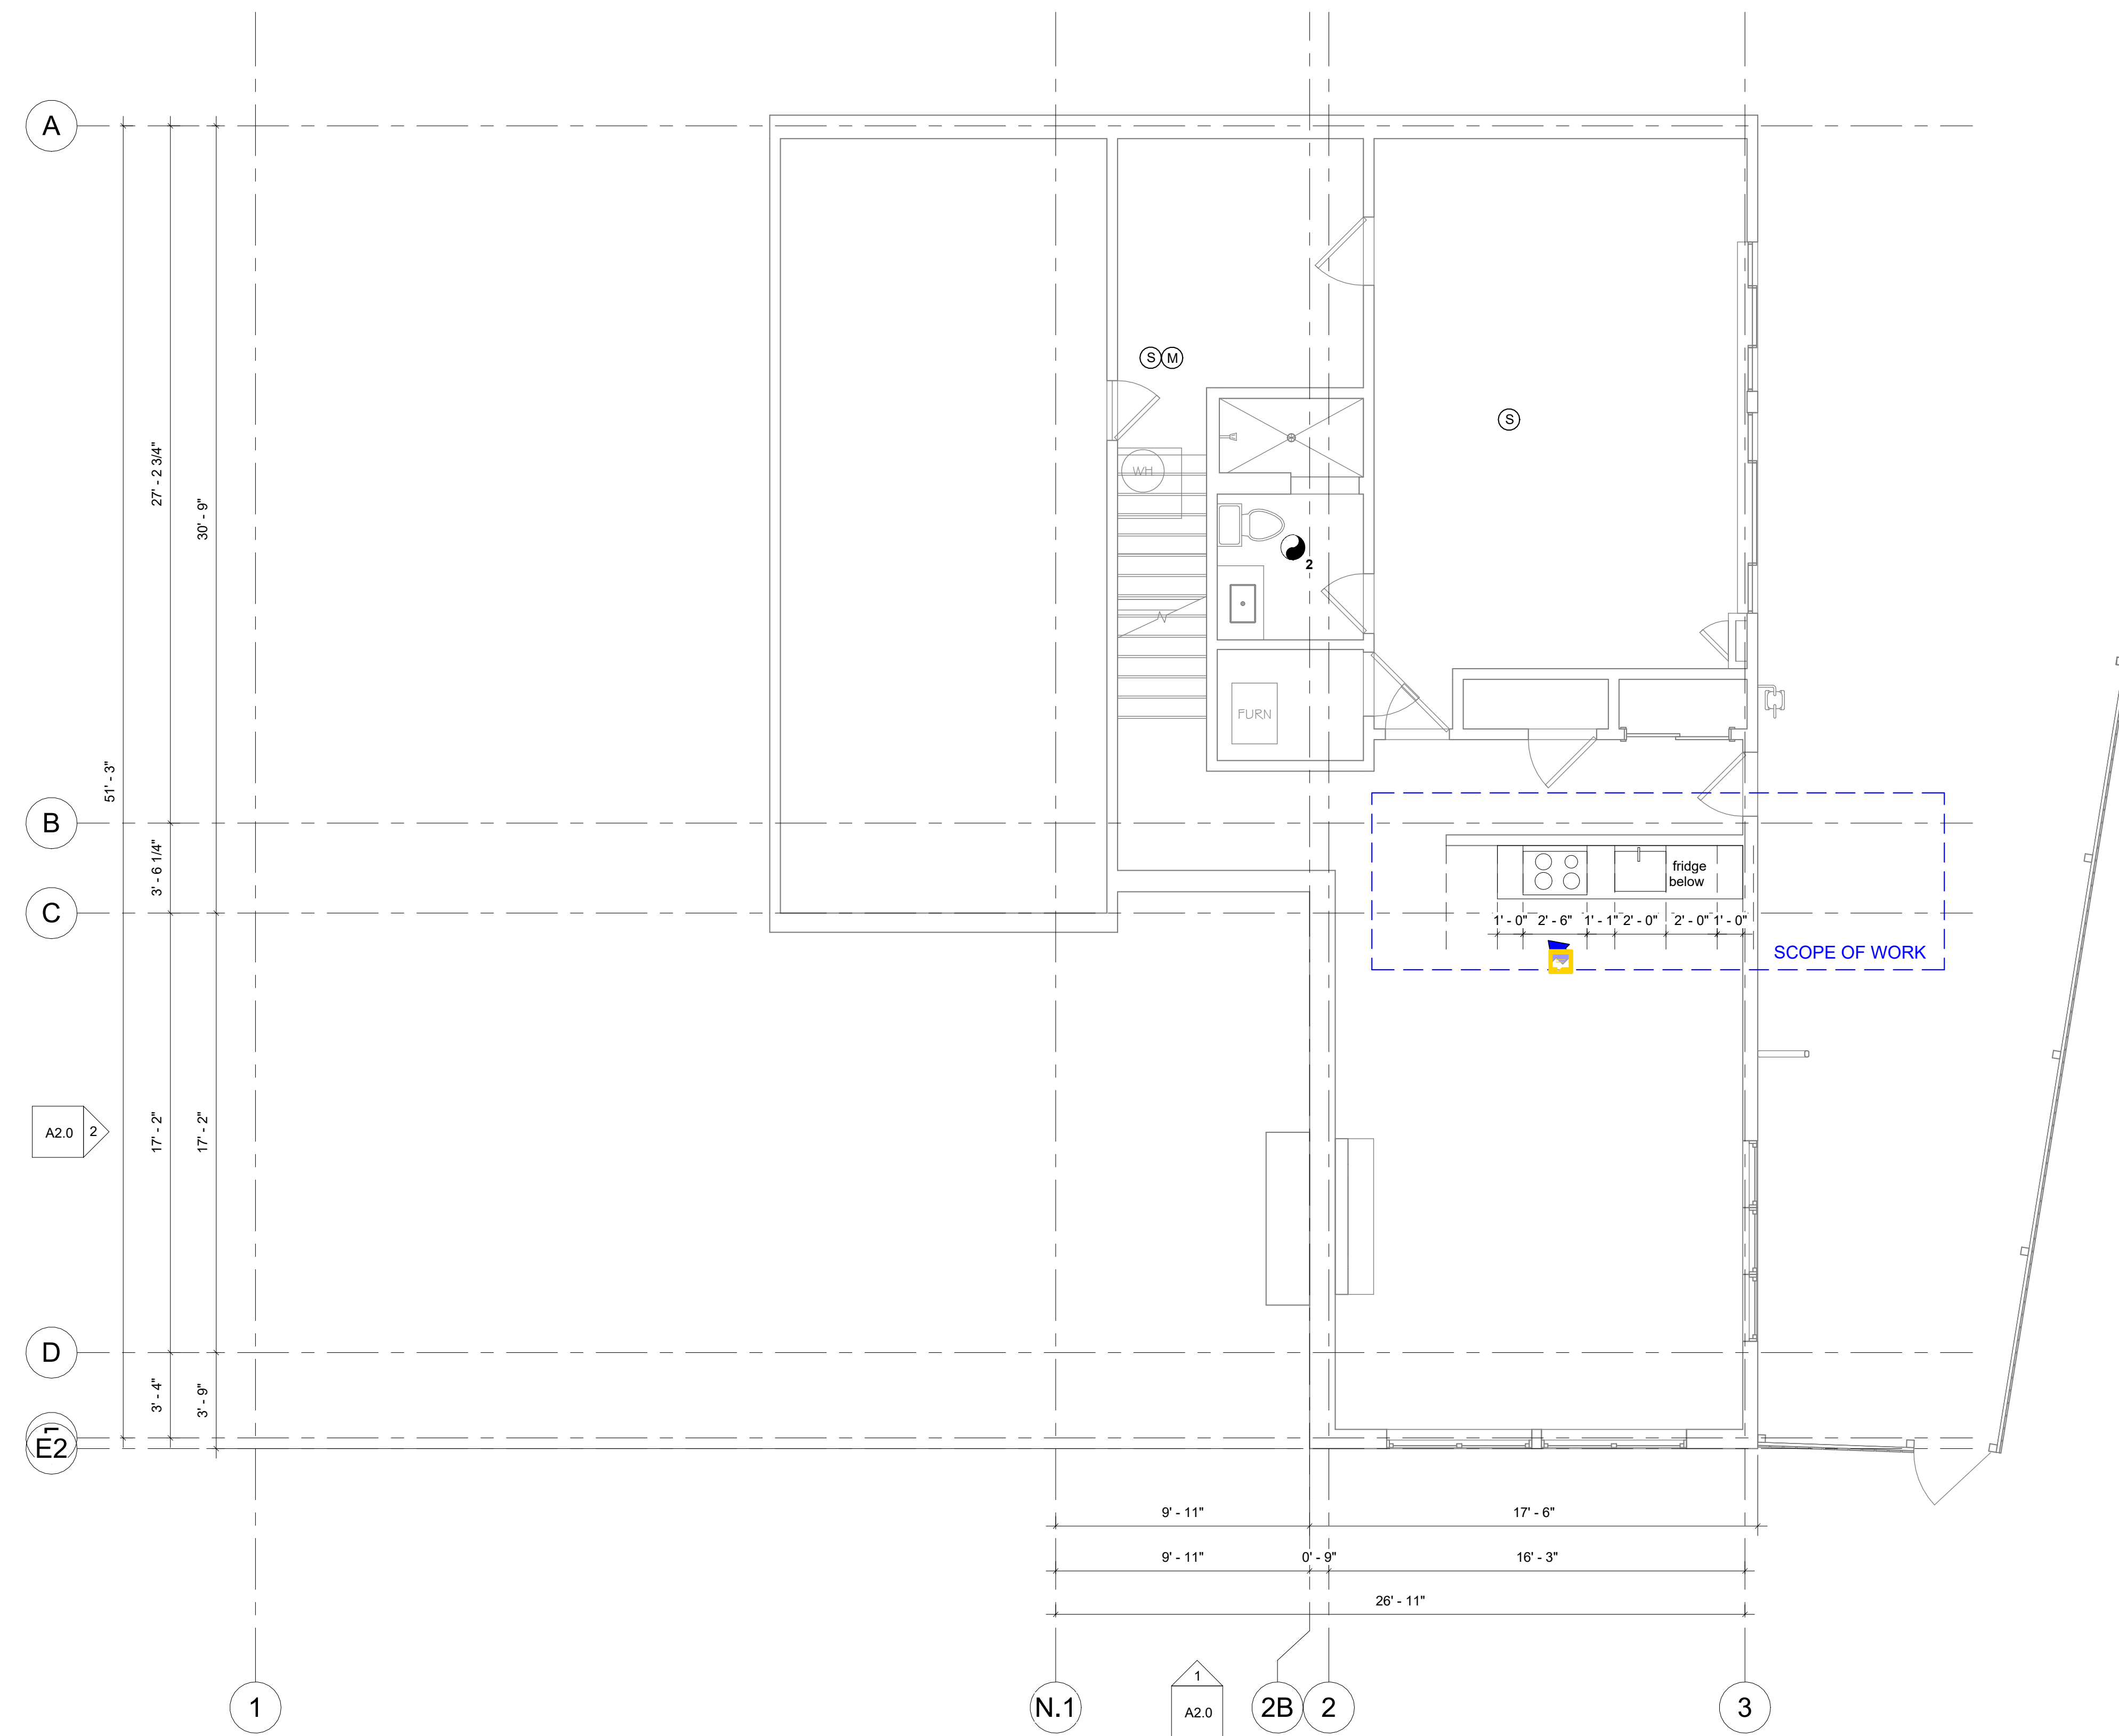 A
27' - 2 3/4"
30' - 9"
S M
S
WH
2
FURN
51' - 3"
B
3' - 6 1/4"
fridge
below
C
1' - 0" 2' - 6" 1' - 1" 2' - 0" 2' - 0" 1' - 0"
SCOPE OF WORK
A2.0 2
17' - 2"
17' - 2"
D
3' - 4"
3' - 9"
E2
9' - 11" 17' - 6"
9' - 11" 0' - 9" 16' - 3"
26' - 11"
1
A2.0
1 N.1 2B 2 3